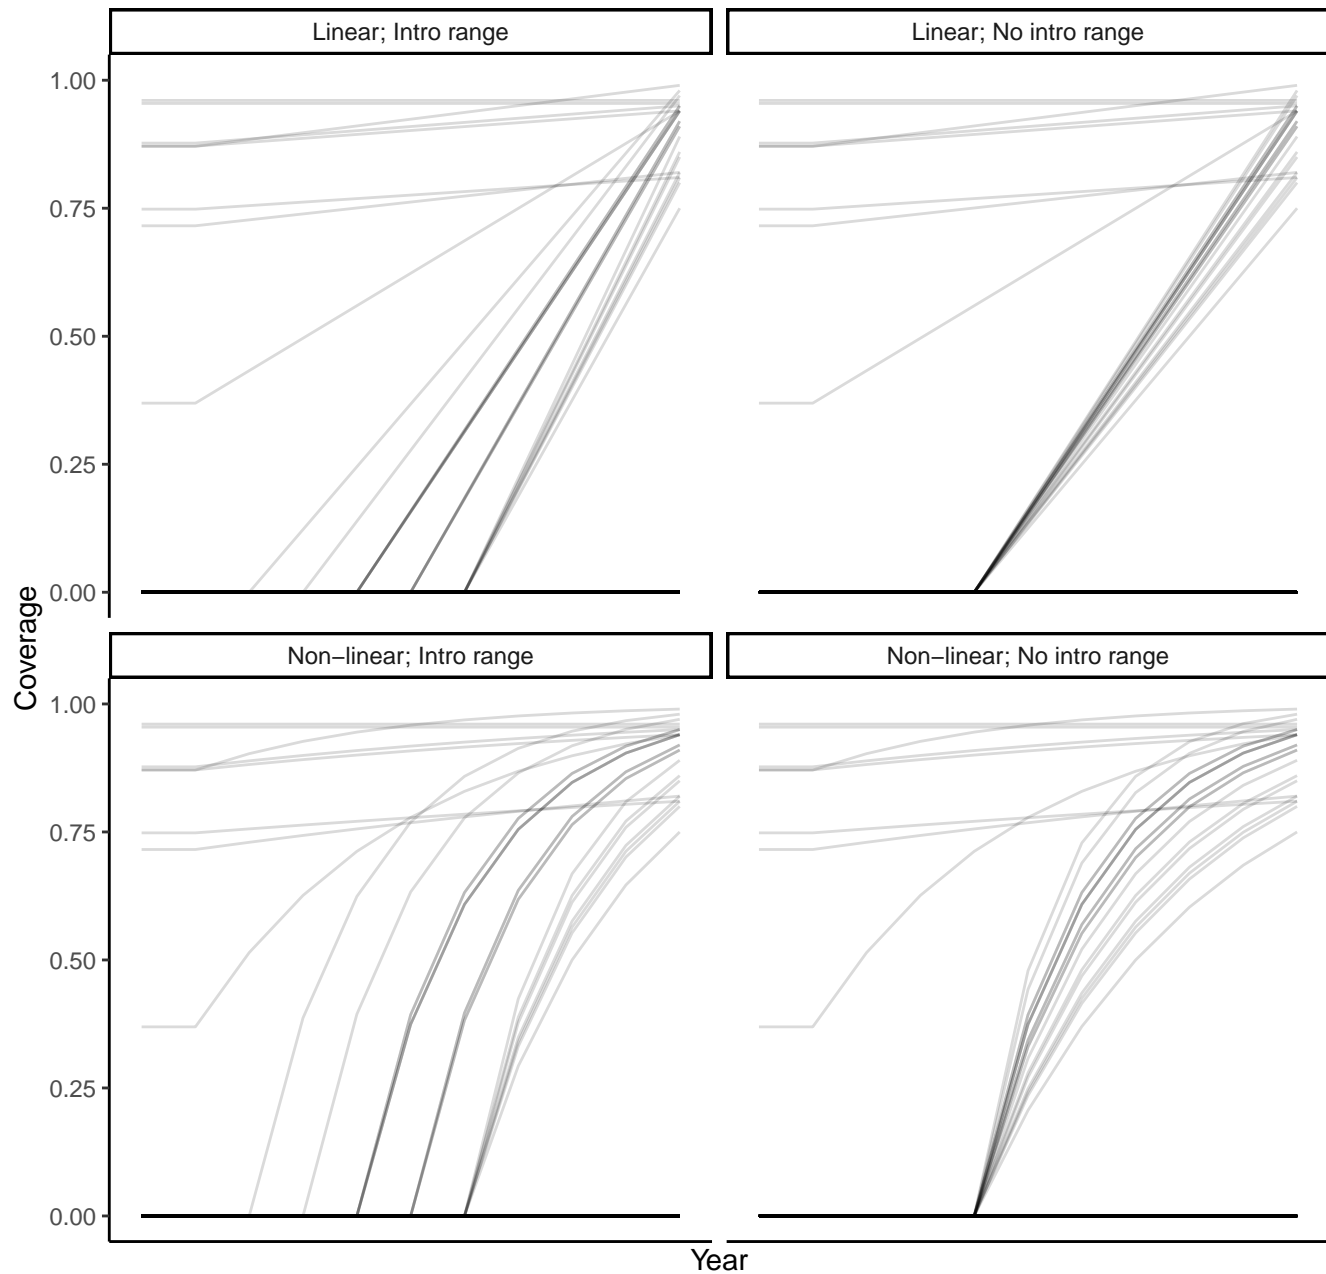 Linear; Intro range
Linear; No intro range
1.00
0.75
0.50
0.25
0.00
Coverage
Non−linear; Intro range
Non−linear; No intro range
1.00
0.75
0.50
0.25
0.00
Year